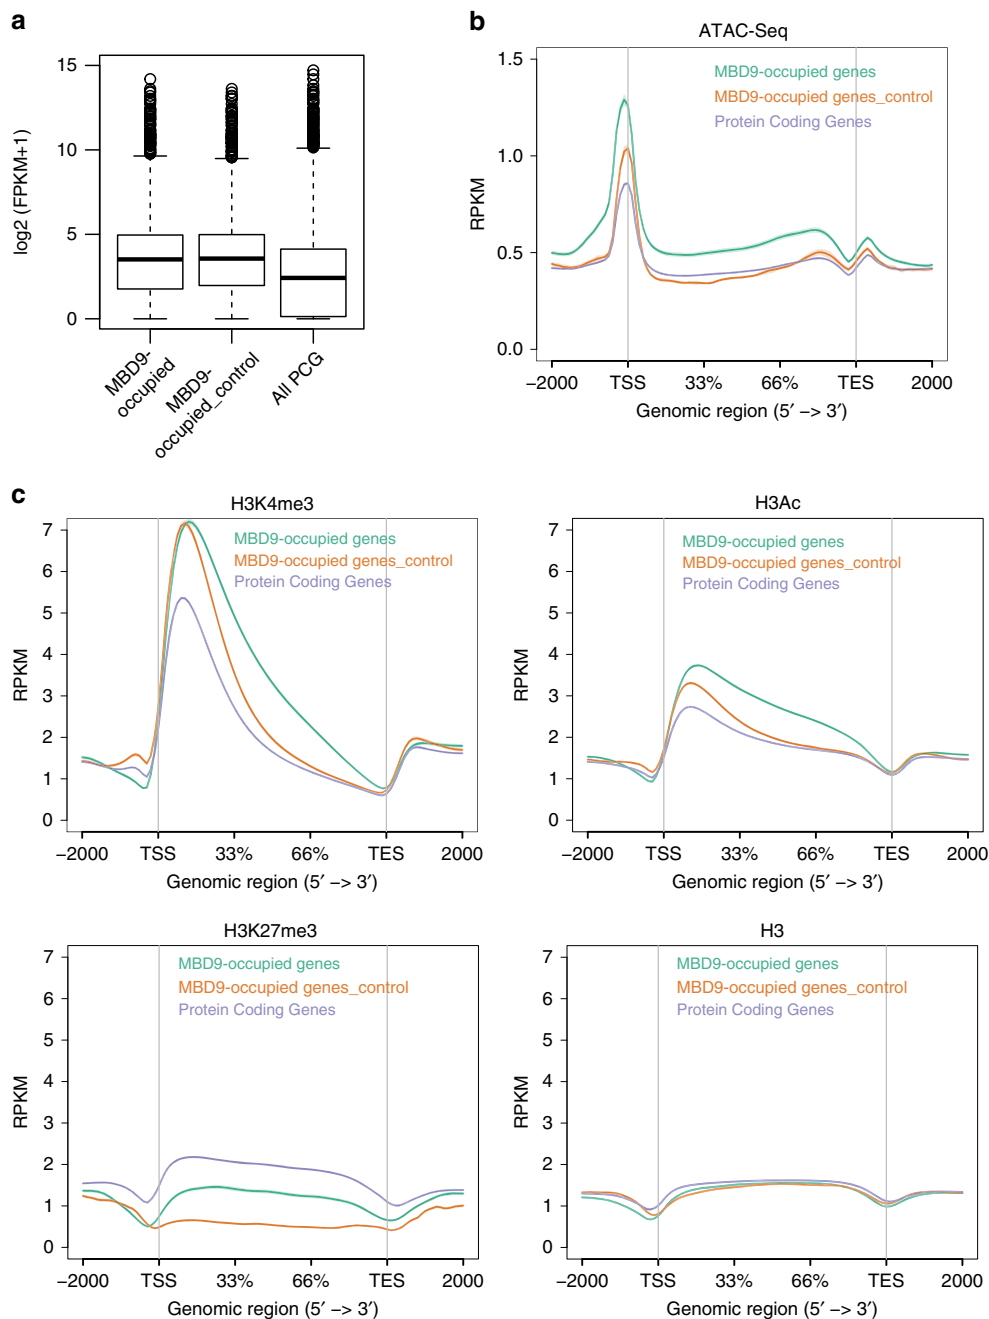 a
15
10
5
0
log2 (FPKM+1)
MBD9-
occupied
MBD9-
occupied_control
All PCG
b
ATAC-Seq
1.5
1.0
0.5
0.0
RPKM
MBD9-occupied genes
MBD9-occupied genes_control
Protein Coding Genes
−2000 TSS 33% 66% TES 2000
Genomic region (5′ −> 3′)
c
H3K4me3
7
6
5
4
3
2
1
0
RPKM
MBD9-occupied genes
MBD9-occupied genes_control
Protein Coding Genes
−2000 TSS 33% 66% TES 2000
Genomic region (5′ −> 3′)
H3Ac
7
6
5
4
3
2
1
0
RPKM
MBD9-occupied genes
MBD9-occupied genes_control
Protein Coding Genes
−2000 TSS 33% 66% TES 2000
Genomic region (5′ −> 3′)
H3K27me3
7
6
5
4
3
2
1
0
RPKM
MBD9-occupied genes
MBD9-occupied genes_control
Protein Coding Genes
−2000 TSS 33% 66% TES 2000
Genomic region (5′ −> 3′)
H3
7
6
5
4
3
2
1
0
RPKM
MBD9-occupied genes
MBD9-occupied genes_control
Protein Coding Genes
−2000 TSS 33% 66% TES 2000
Genomic region (5′ −> 3′)